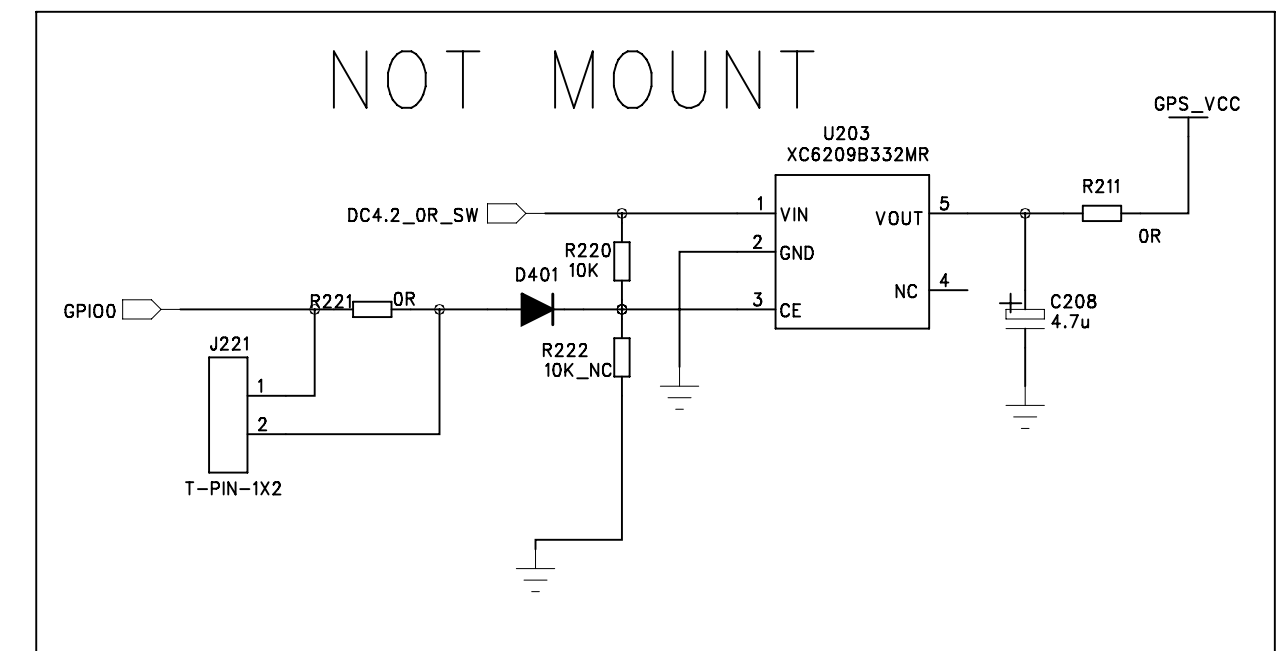 NOT MOUNT
GPS_VCC
U203
XC6209B332MR
R211
0R
DC4.2_0R_SW
1
VIN
VOUT
5
R220
10K
2
GND
NC
4
D401
GPIO0
R221
0R
3
CE
C208
4.7u
J221
R222
10K_NC
1
2
T-PIN-1X2